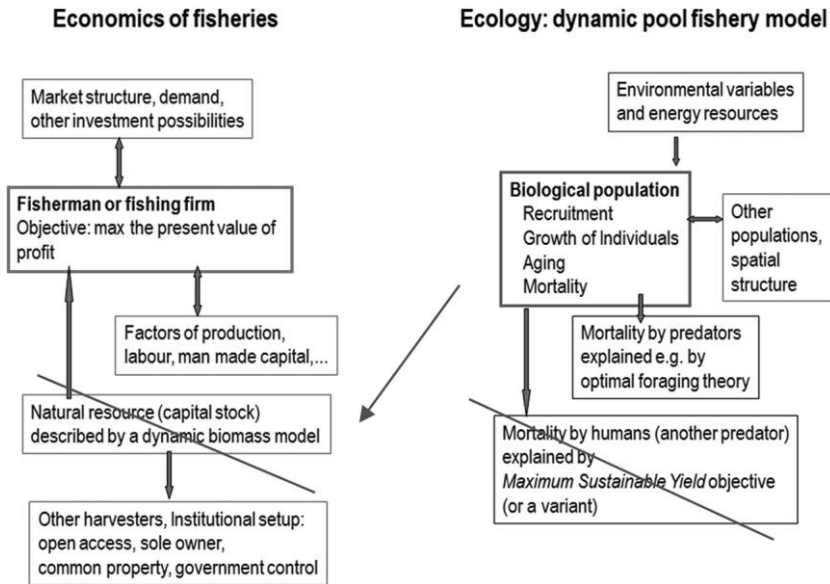 Economics of fisheries
Market structure, demand,
other investment possibilities
Fisherman or fishing firm
Objective: max the present value of
profit
Factors of production,
labour, man made capital,...
Natural resource (capital stock)
described by a dynamic biomass model
Other harvesters, Institutional setup:
open access, sole owner,
common property, government control
Ecology: dynamic pool fishery model
Environmental variables
and energy resources
Biological population
Recruitment
Growth of Individuals
Aging
Mortality
Other
populations,
spatial
structure
Mortality by predators
explained e.g. by
optimal foraging theory
Mortality by humans (another predator)
explained by
Maximum Sustainable Yield objective
(or a variant)